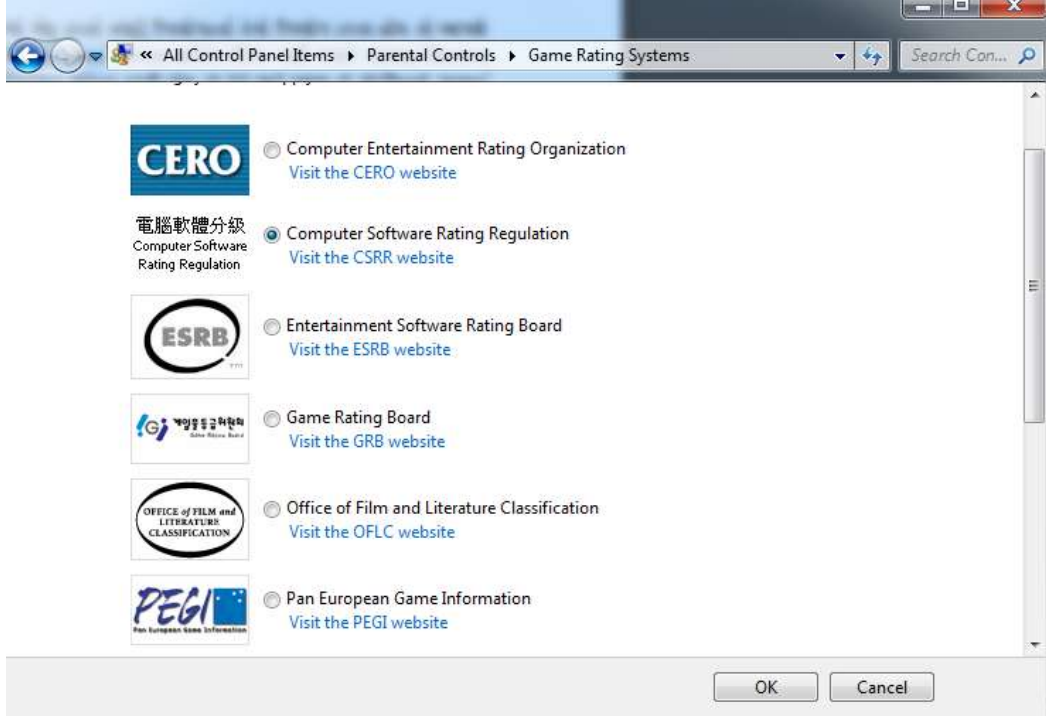 « All Control Panel Items ▸ Parental Controls ▸ Game Rating Systems
Search Con...
CERO
Computer Entertainment Rating Organization
Visit the CERO website
電腦軟體分級
Computer Software
Rating Regulation
Computer Software Rating Regulation
Visit the CSRR website
ESRB
Entertainment Software Rating Board
Visit the ESRB website
Game Rating Board
Game Rating Board
Visit the GRB website
OFFICE of FILM and
LITERATURE
CLASSIFICATION
Office of Film and Literature Classification
Visit the OFLC website
PEGI
Pan European Game Information
Pan European Game Information
Visit the PEGI website
OK
Cancel